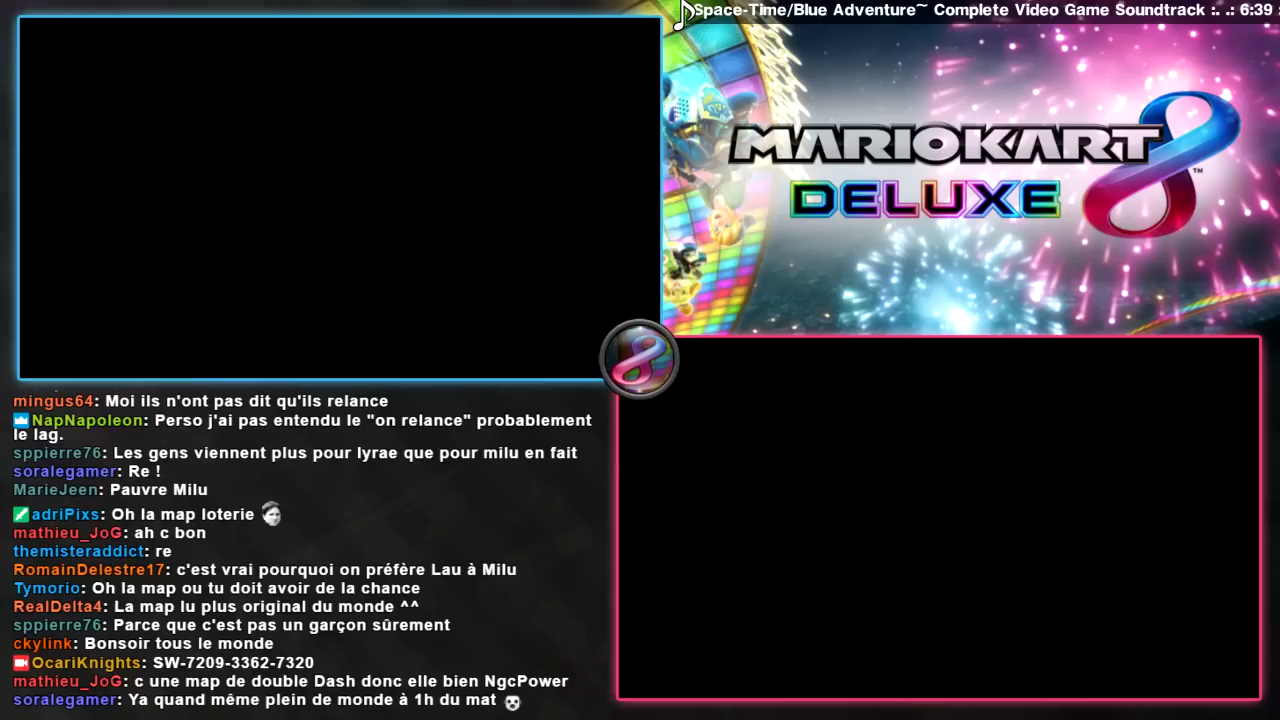 Space-Time/Blue Adventure~ Complete Video Game Soundtrack :. .: 6:39 :
MARIOKART 8
DELUXE
TM
mingus64: Moi ils n'ont pas dit qu'ils relance
NapNapoleon: Perso j'ai pas entendu le "on relance" probablement
le lag.
sppierre76: Les gens viennent plus pour lyrae que pour milu en fait
soralegamer: Re !
MarieJeen: Pauvre Milu
adriPixs: Oh la map loterie
mathieu_JoG: ah c bon
themisteraddict: re
RomainDelestre17: c'est vrai pourquoi on préfère Lau à Milu
Tymorio: Oh la map ou tu doit avoir de la chance
RealDelta4: La map lu plus original du monde ^^
sppierre76: Parce que c'est pas un garçon sûrement
ckylink: Bonsoir tous le monde
OcariKnights: SW-7209-3362-7320
mathieu_JoG: c une map de double Dash donc elle bien NgcPower
soralegamer: Ya quand même plein de monde à 1h du mat